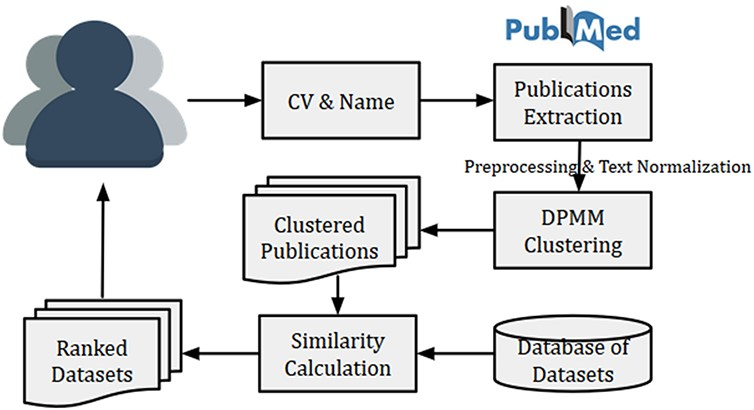 PubMed
CV & Name
Publications
Extraction
Preprocessing & Text Normalization
Clustered
Publications
DPMM
Clustering
Ranked
Datasets
Similarity
Calculation
Database of
Datasets